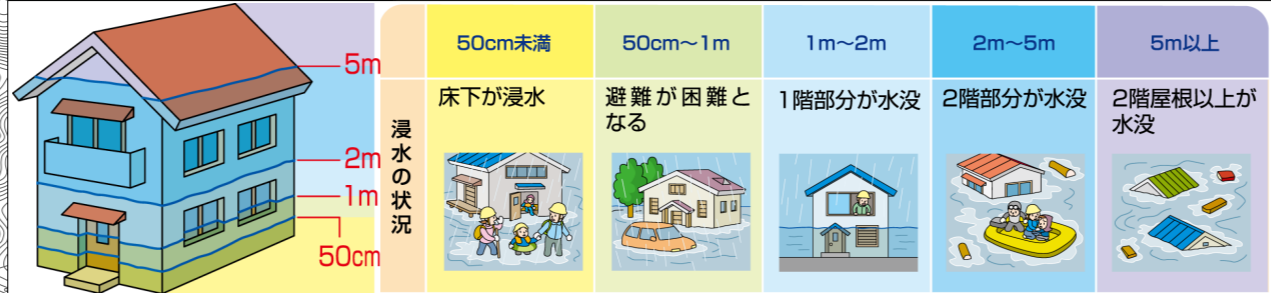 5m
2m
1m
50cm
浸水の状況
50cm未満
50cm～1m
1m～2m
2m～5m
5m以上
床下が浸水
避難が困難と
なる
1階部分が水没
2階部分が水没
2階屋根以上が
水没